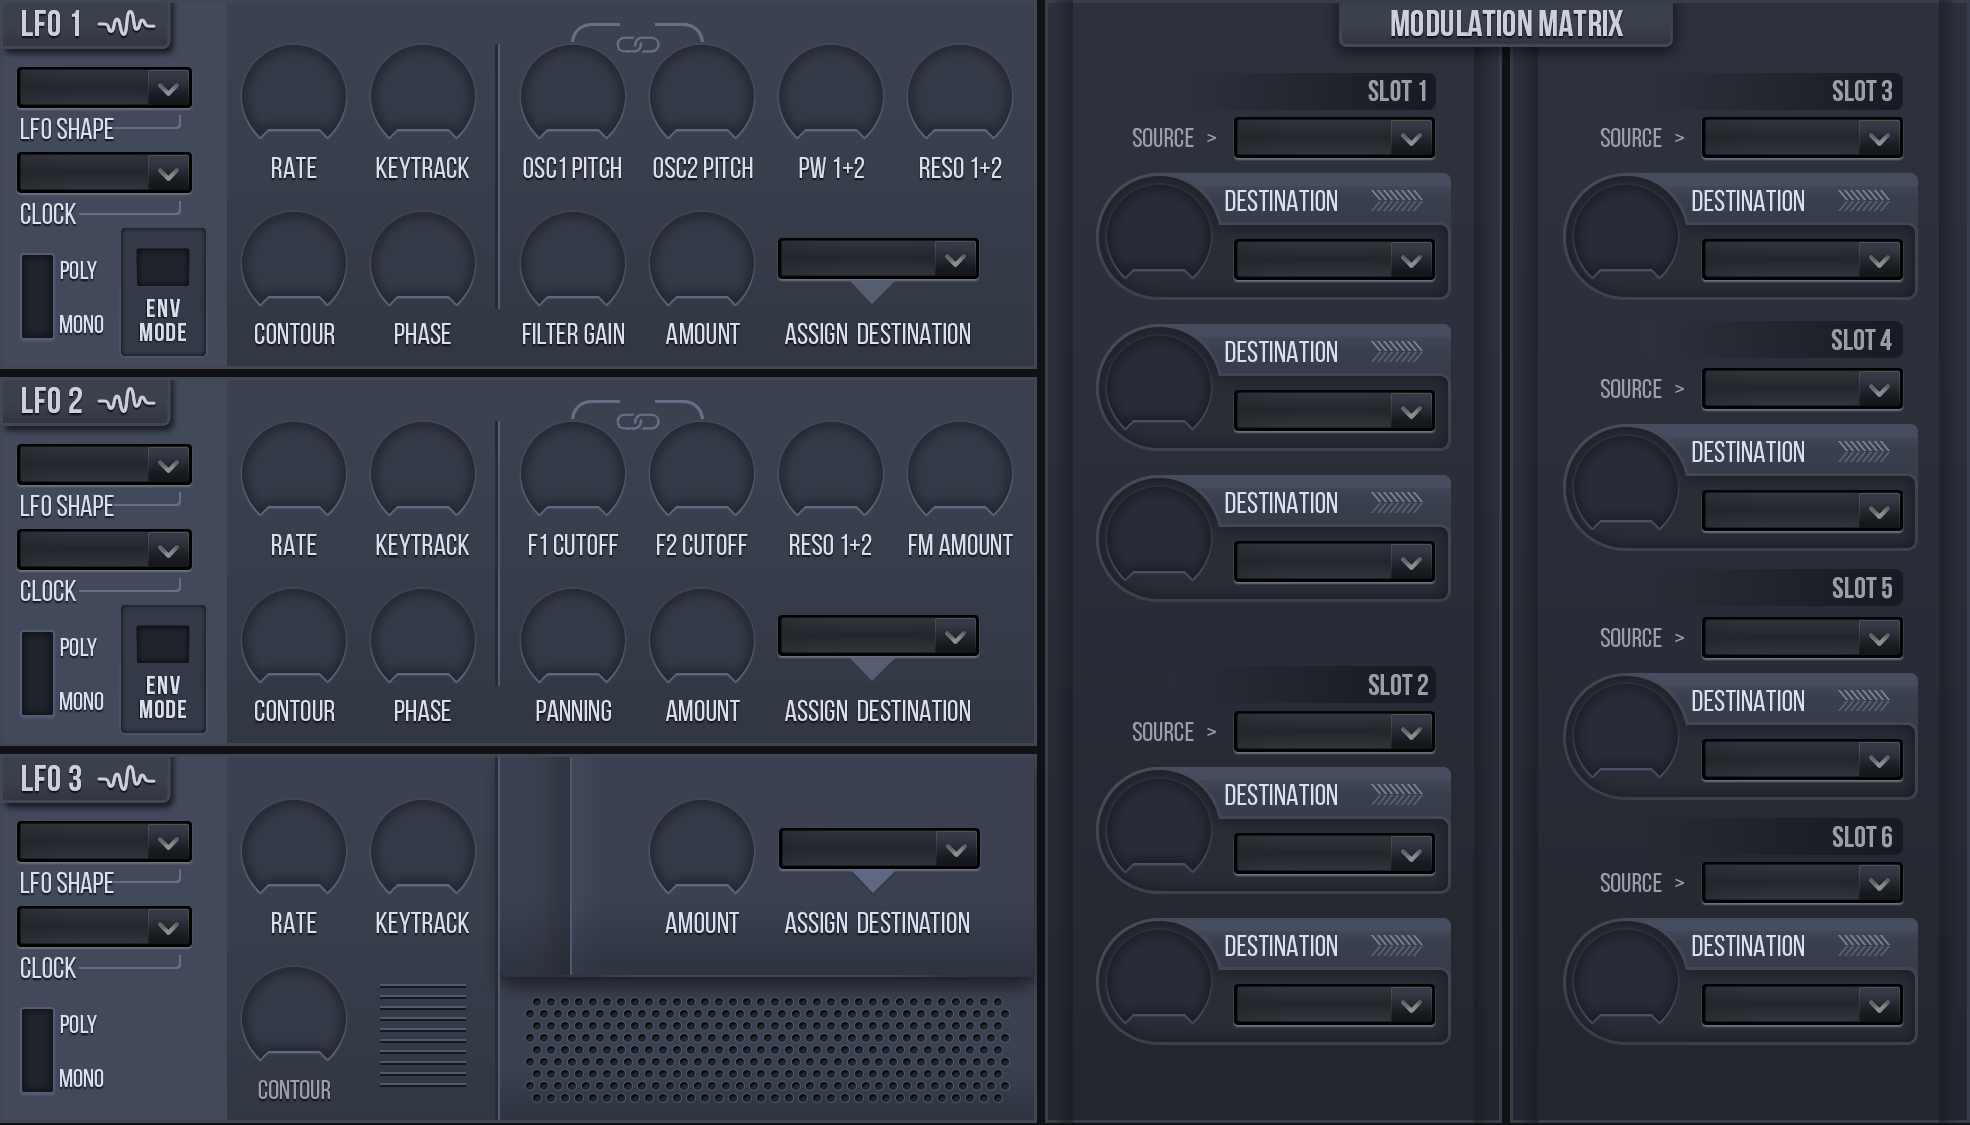 LFO 1
LFO SHAPE
CLOCK
POLY
MONO
ENV
MODE
RATE
KEYTRACK
OSC1 PITCH
OSC2 PITCH
PW 1+2
RESO 1+2
CONTOUR
PHASE
FILTER GAIN
AMOUNT
ASSIGN DESTINATION
LFO 2
LFO SHAPE
CLOCK
POLY
MONO
ENV
MODE
RATE
KEYTRACK
F1 CUTOFF
F2 CUTOFF
RESO 1+2
FM AMOUNT
CONTOUR
PHASE
PANNING
AMOUNT
ASSIGN DESTINATION
LFO 3
LFO SHAPE
CLOCK
POLY
MONO
RATE
KEYTRACK
AMOUNT
ASSIGN DESTINATION
CONTOUR
MODULATION MATRIX
SLOT 1
SOURCE >
DESTINATION
DESTINATION
DESTINATION
SLOT 2
SOURCE >
DESTINATION
DESTINATION
SLOT 3
SOURCE >
DESTINATION
SLOT 4
SOURCE >
DESTINATION
SLOT 5
SOURCE >
DESTINATION
SLOT 6
SOURCE >
DESTINATION